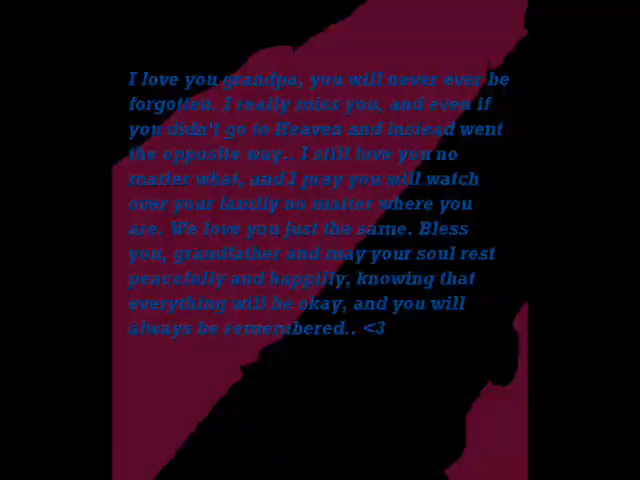 I love you grandpa, you will never ever be
forgotten. I really miss you, and even if
you didn't go to Heaven and instead went
the opposite way.. I still love you no
matter what, and I pray you will watch
over your family no matter where you
are. We love you just the same. Bless
you, grandfather and may your soul rest
peacefully and happilly, knowing that
everything will be okay, and you will
always be remembered.. <3